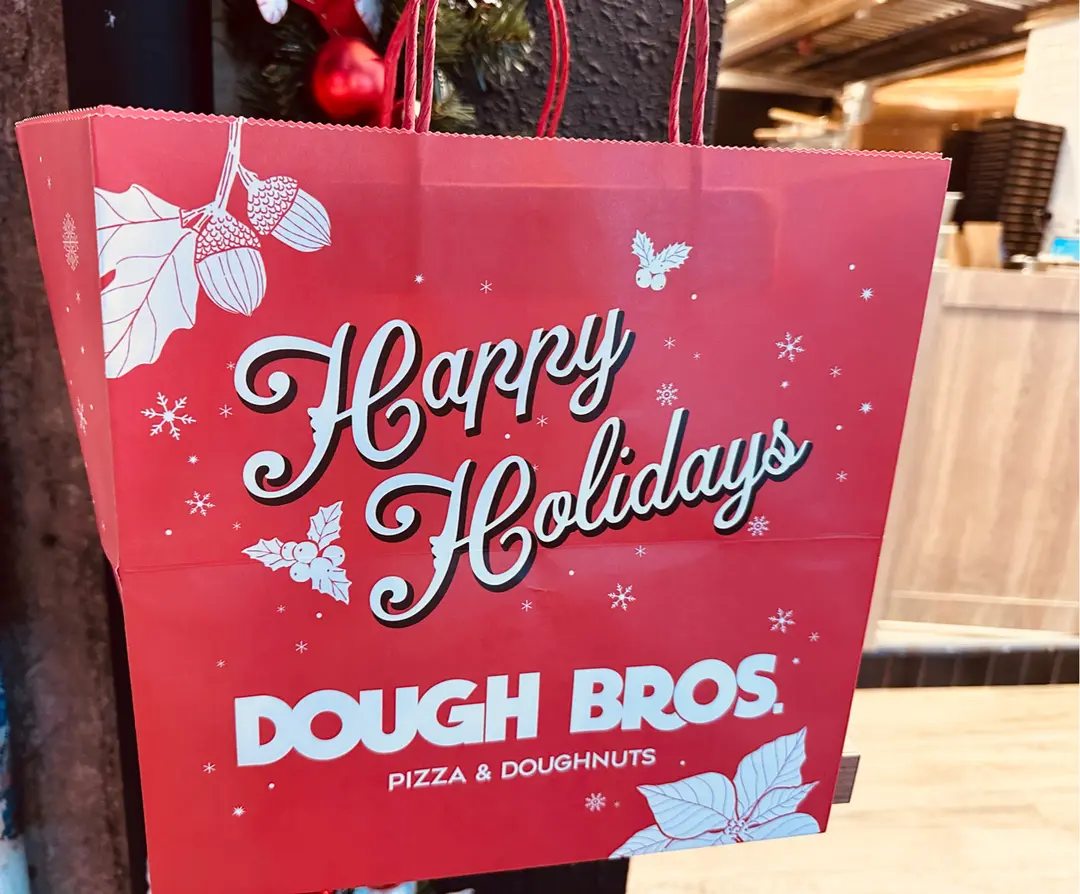 Happy
Holidays
DOUGH BROS.
PIZZA & DOUGHNUTS